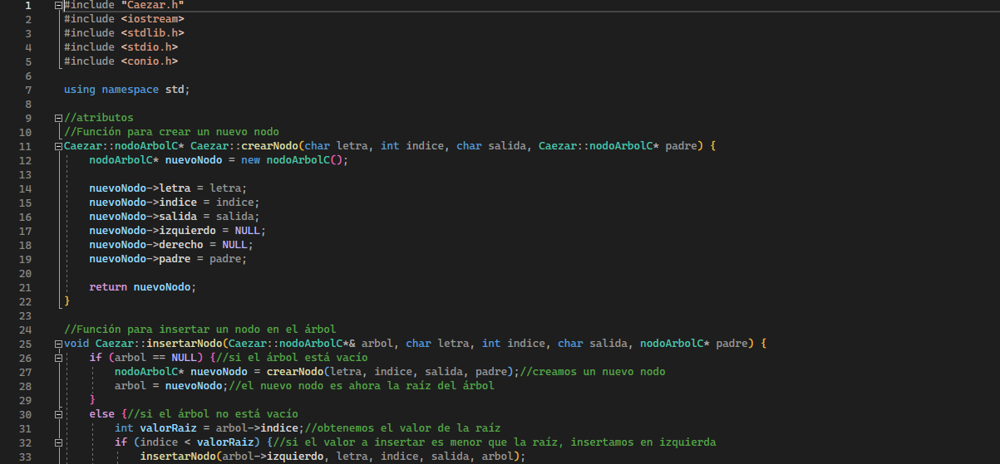 1 #include "Caezar.h"
2 #include <iostream>
3 #include <stdlib.h>
4 #include <stdio.h>
5 #include <conio.h>
6
7 using namespace std;
8
9 //atributos
10 //Función para crear un nuevo nodo
11 Caezar::nodoArbolC* Caezar::crearNodo(char letra, int indice, char salida, Caezar::nodoArbolC* padre) {
12 nodoArbolC* nuevoNodo = new nodoArbolC();
13
14 nuevoNodo->letra = letra;
15 nuevoNodo->indice = indice;
16 nuevoNodo->salida = salida;
17 nuevoNodo->izquierdo = NULL;
18 nuevoNodo->derecho = NULL;
19 nuevoNodo->padre = padre;
20
21 return nuevoNodo;
22 }
23
24 //Función para insertar un nodo en el árbol
25 void Caezar::insertarNodo(Caezar::nodoArbolC*& arbol, char letra, int indice, char salida, nodoArbolC* padre) {
26 if (arbol == NULL) {//si el árbol está vacío
27 nodoArbolC* nuevoNodo = crearNodo(letra, indice, salida, padre);//creamos un nuevo nodo
28 arbol = nuevoNodo;//el nuevo nodo es ahora la raíz del árbol
29 }
30 else {//si el árbol no está vacío
31 int valorRaiz = arbol->indice;//obtenemos el valor de la raíz
32 if (indice < valorRaiz) {//si el valor a insertar es menor que la raíz, insertamos en izquierda
33 insertarNodo(arbol->izquierdo, letra, indice, salida, arbol);